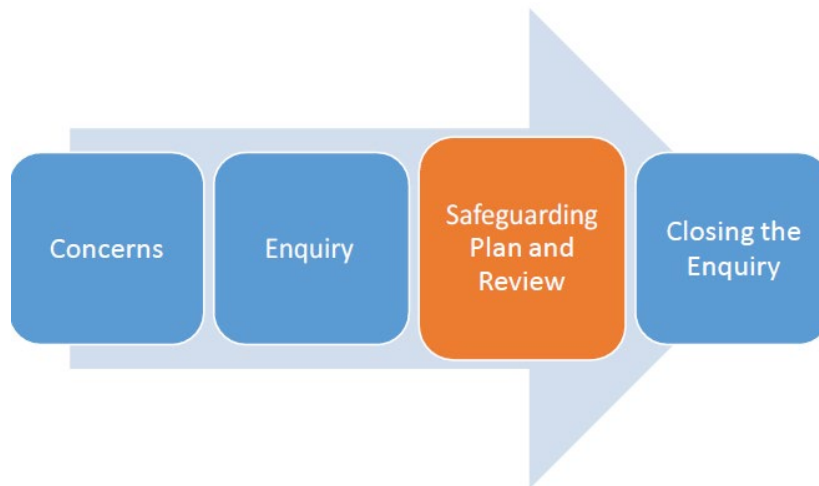 Concerns
Enquiry
Safeguarding
Plan and
Review
Closing the
Enquiry